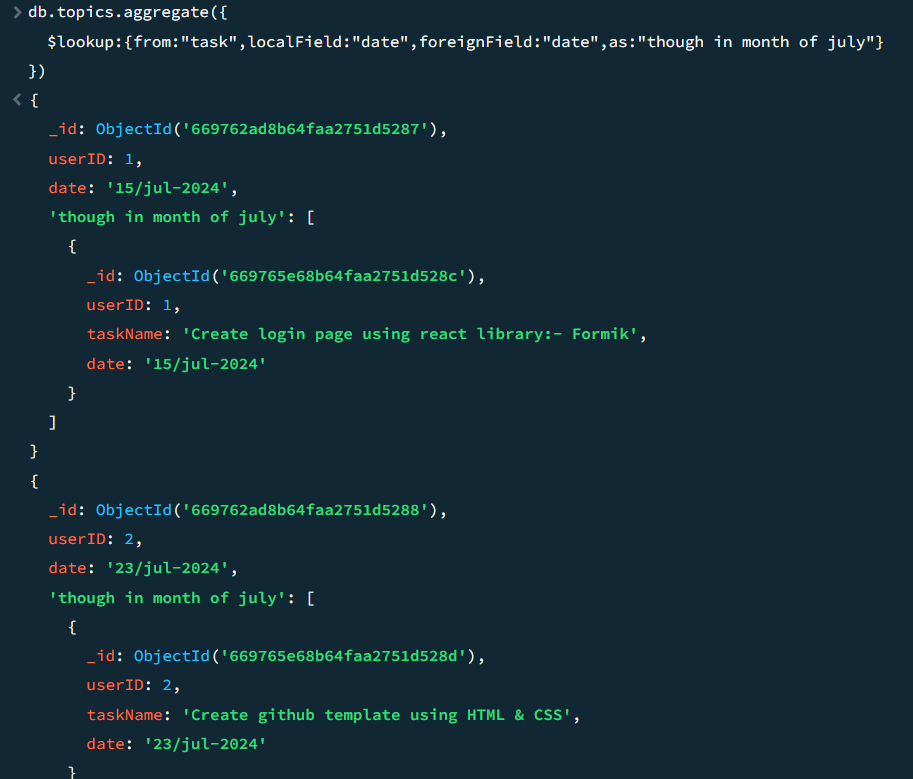 > db.topics.aggregate({
$lookup:{from:"task",localField:"date",foreignField:"date",as:"though in month of july"}
})
< {
_id: ObjectId('669762ad8b64faa2751d5287'),
userID: 1,
date: '15/jul-2024',
'though in month of july': [
{
_id: ObjectId('669765e68b64faa2751d528c'),
userID: 1,
taskName: 'Create login page using react library:- Formik',
date: '15/jul-2024'
}
]
}
{
_id: ObjectId('669762ad8b64faa2751d5288'),
userID: 2,
date: '23/jul-2024',
'though in month of july': [
{
_id: ObjectId('669765e68b64faa2751d528d'),
userID: 2,
taskName: 'Create github template using HTML & CSS',
date: '23/jul-2024'
}